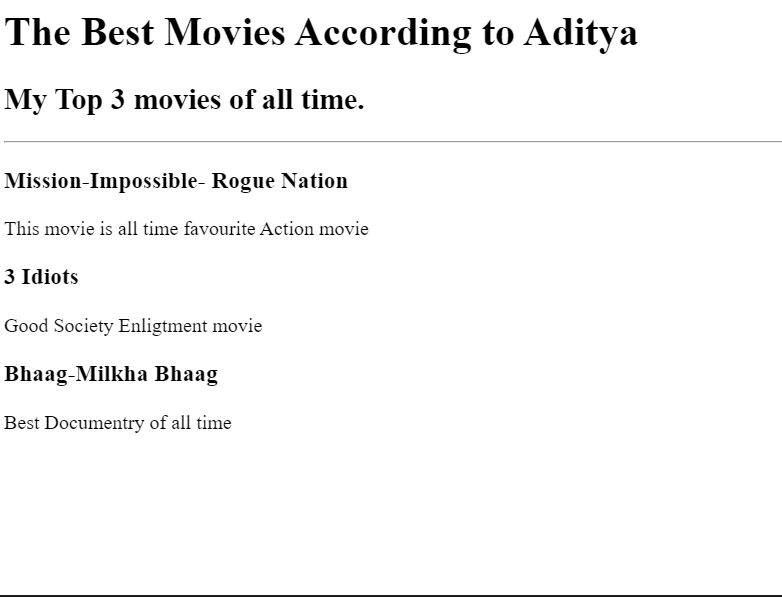 The Best Movies According to Aditya
My Top 3 movies of all time.
Mission-Impossible- Rogue Nation
This movie is all time favourite Action movie
3 Idiots
Good Society Enligtment movie
Bhaag-Milkha Bhaag
Best Documentry of all time